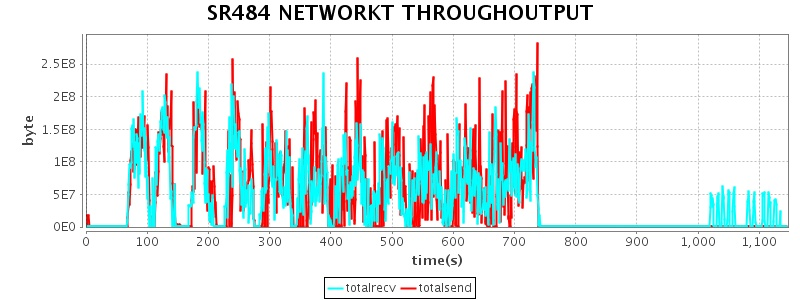 SR484 NETWORKT THROUGHOUTPUT
2.5E8
2E8
1.5E8
1E8
5E7
0E0
byte
0 100 200 300 400 500 600 700 800 900 1,000 1,100
time(s)
totalrecv totalsend